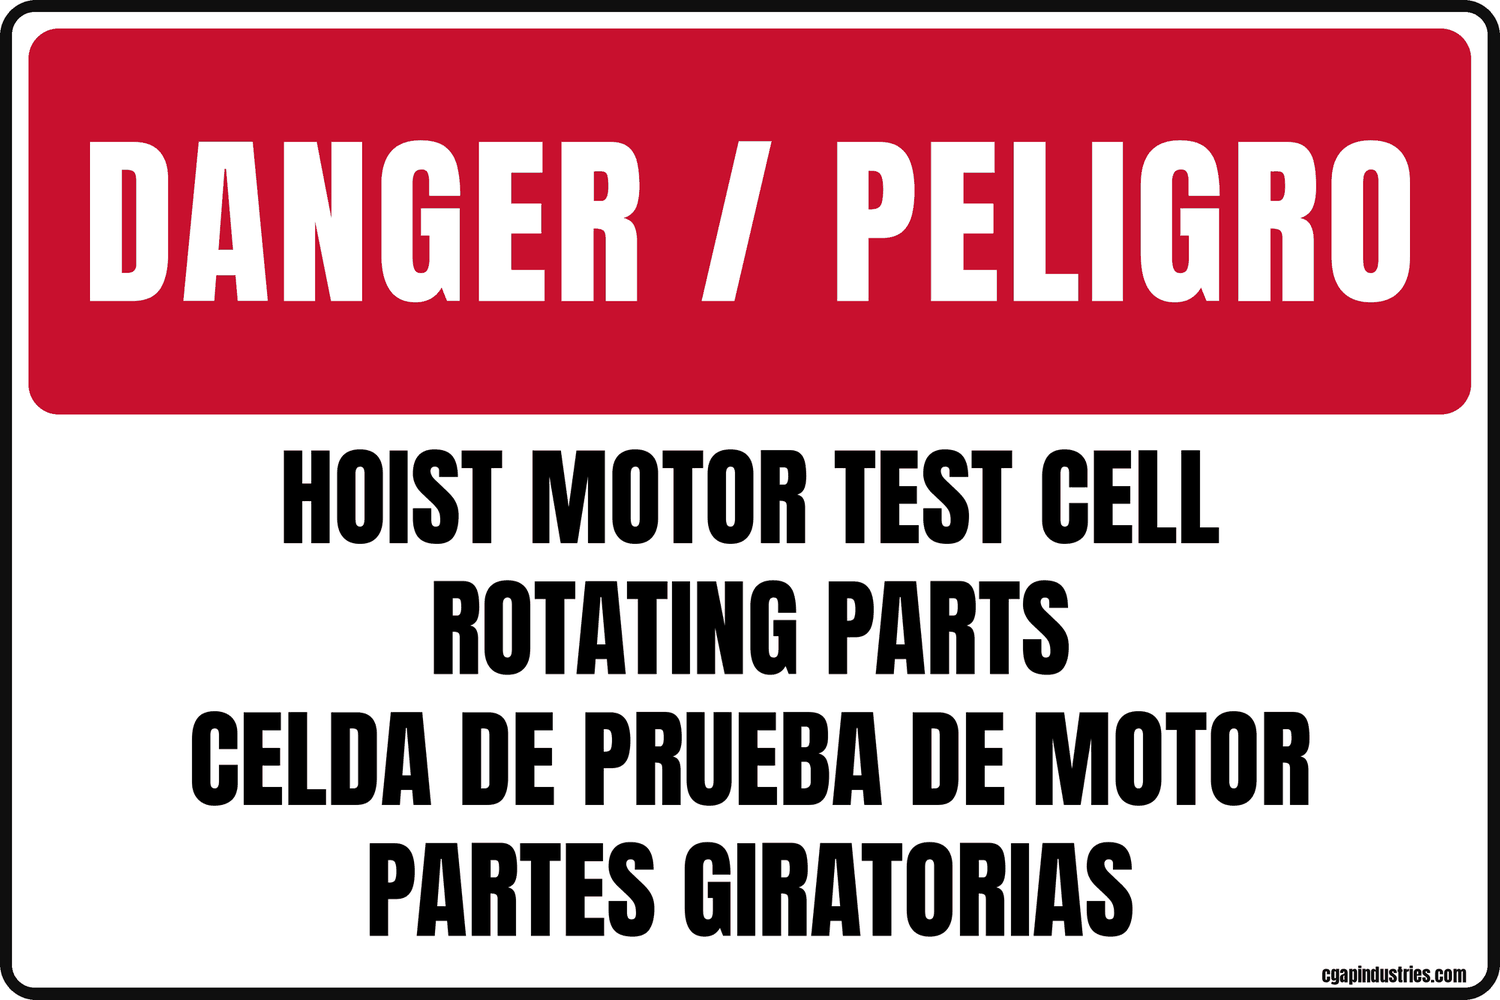 DANGER / PELIGRO
HOIST MOTOR TEST CELL
ROTATING PARTS
CELDA DE PRUEBA DE MOTOR
PARTES GIRATORIAS
cgapindustries.com